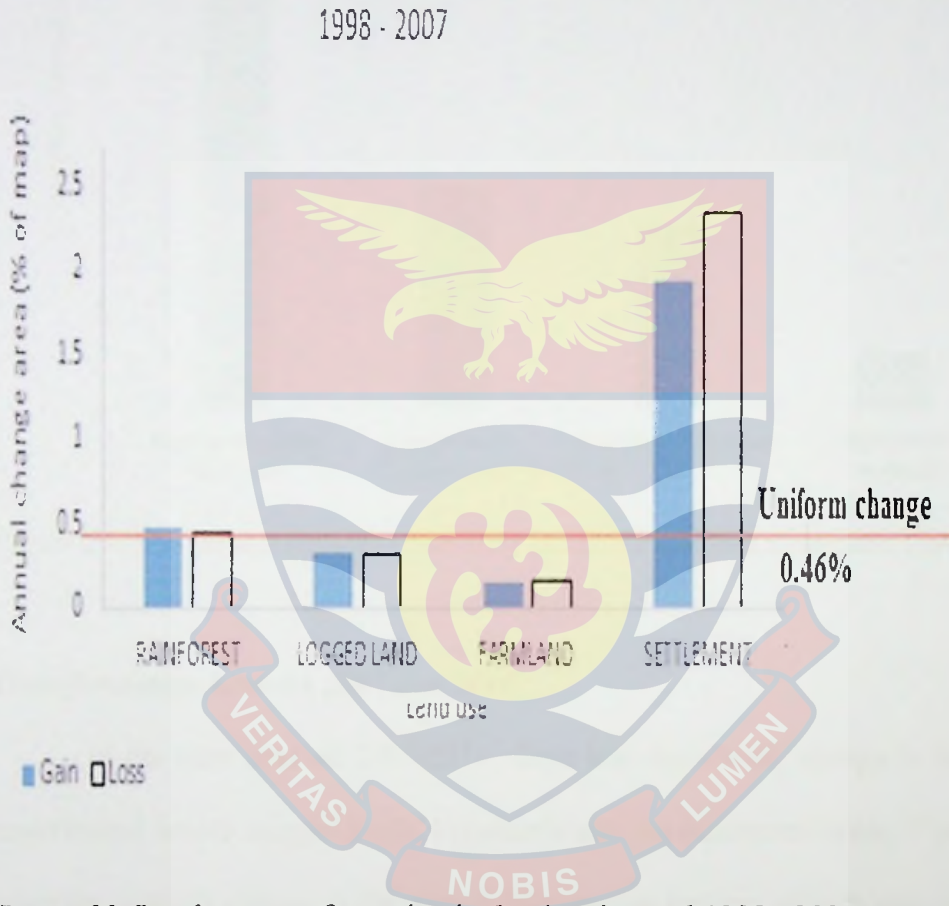 1998 - 2007
Annual change area (% of map)
2.5
2
1.5
1
0.5
0
Uniform change
0.46%
RAINFOREST LOGGED LAND FARMLAND SETTLEMENT
Land use
Gain Loss
VERITAS
NOBIS
LUMEN